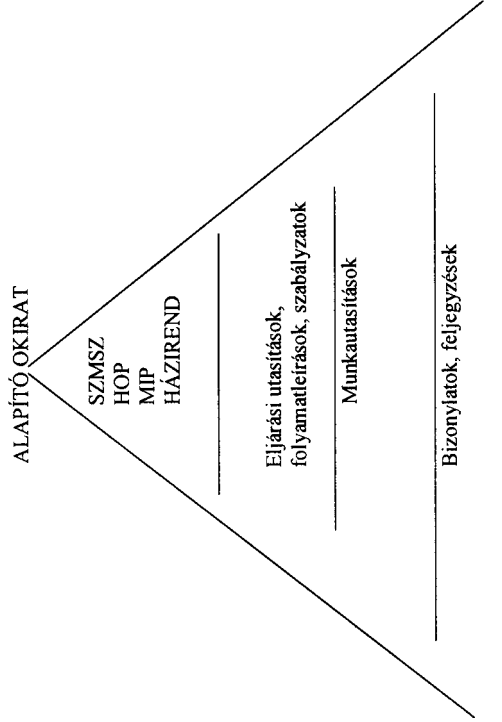 ALAPÍTÓ OKIRAT
SZMSZ
HOP
MIP
HÁZIREND
Eljárási utasítások,
folyamatleírások, szabályzatok
Munkautasítások
Bizonylatok, feljegyzések